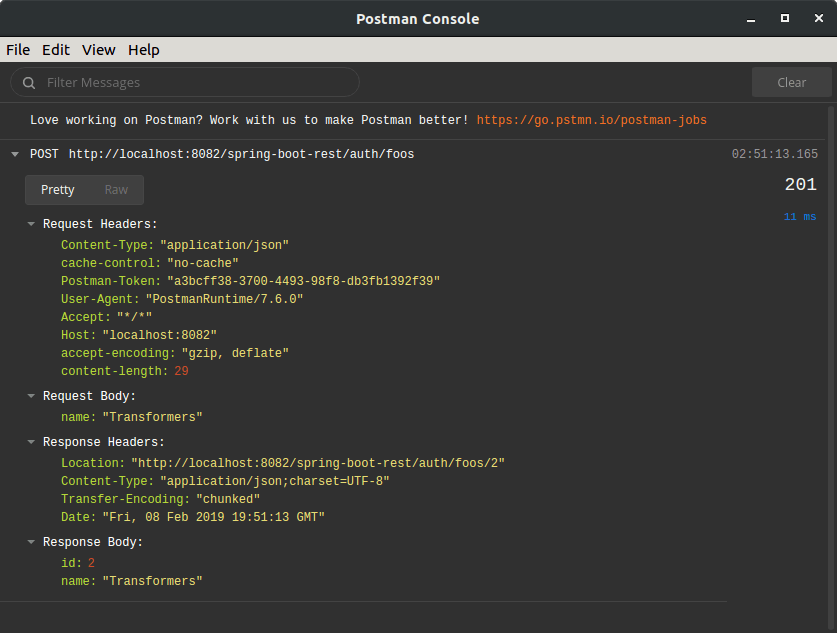 Postman Console
File Edit View Help
Filter Messages
Clear
Love working on Postman? Work with us to make Postman better! https://go.pstmn.io/postman-jobs
POST http://localhost:8082/spring-boot-rest/auth/foos 02:51:13.165
Pretty Raw 201
11 ms
Request Headers:
Content-Type: "application/json"
cache-control: "no-cache"
Postman-Token: "a3bcff38-3700-4493-98f8-db3fb1392f39"
User-Agent: "PostmanRuntime/7.6.0"
Accept: "*/*"
Host: "localhost:8082"
accept-encoding: "gzip, deflate"
content-length: 29
Request Body:
name: "Transformers"
Response Headers:
Location: "http://localhost:8082/spring-boot-rest/auth/foos/2"
Content-Type: "application/json;charset=UTF-8"
Transfer-Encoding: "chunked"
Date: "Fri, 08 Feb 2019 19:51:13 GMT"
Response Body:
id: 2
name: "Transformers"